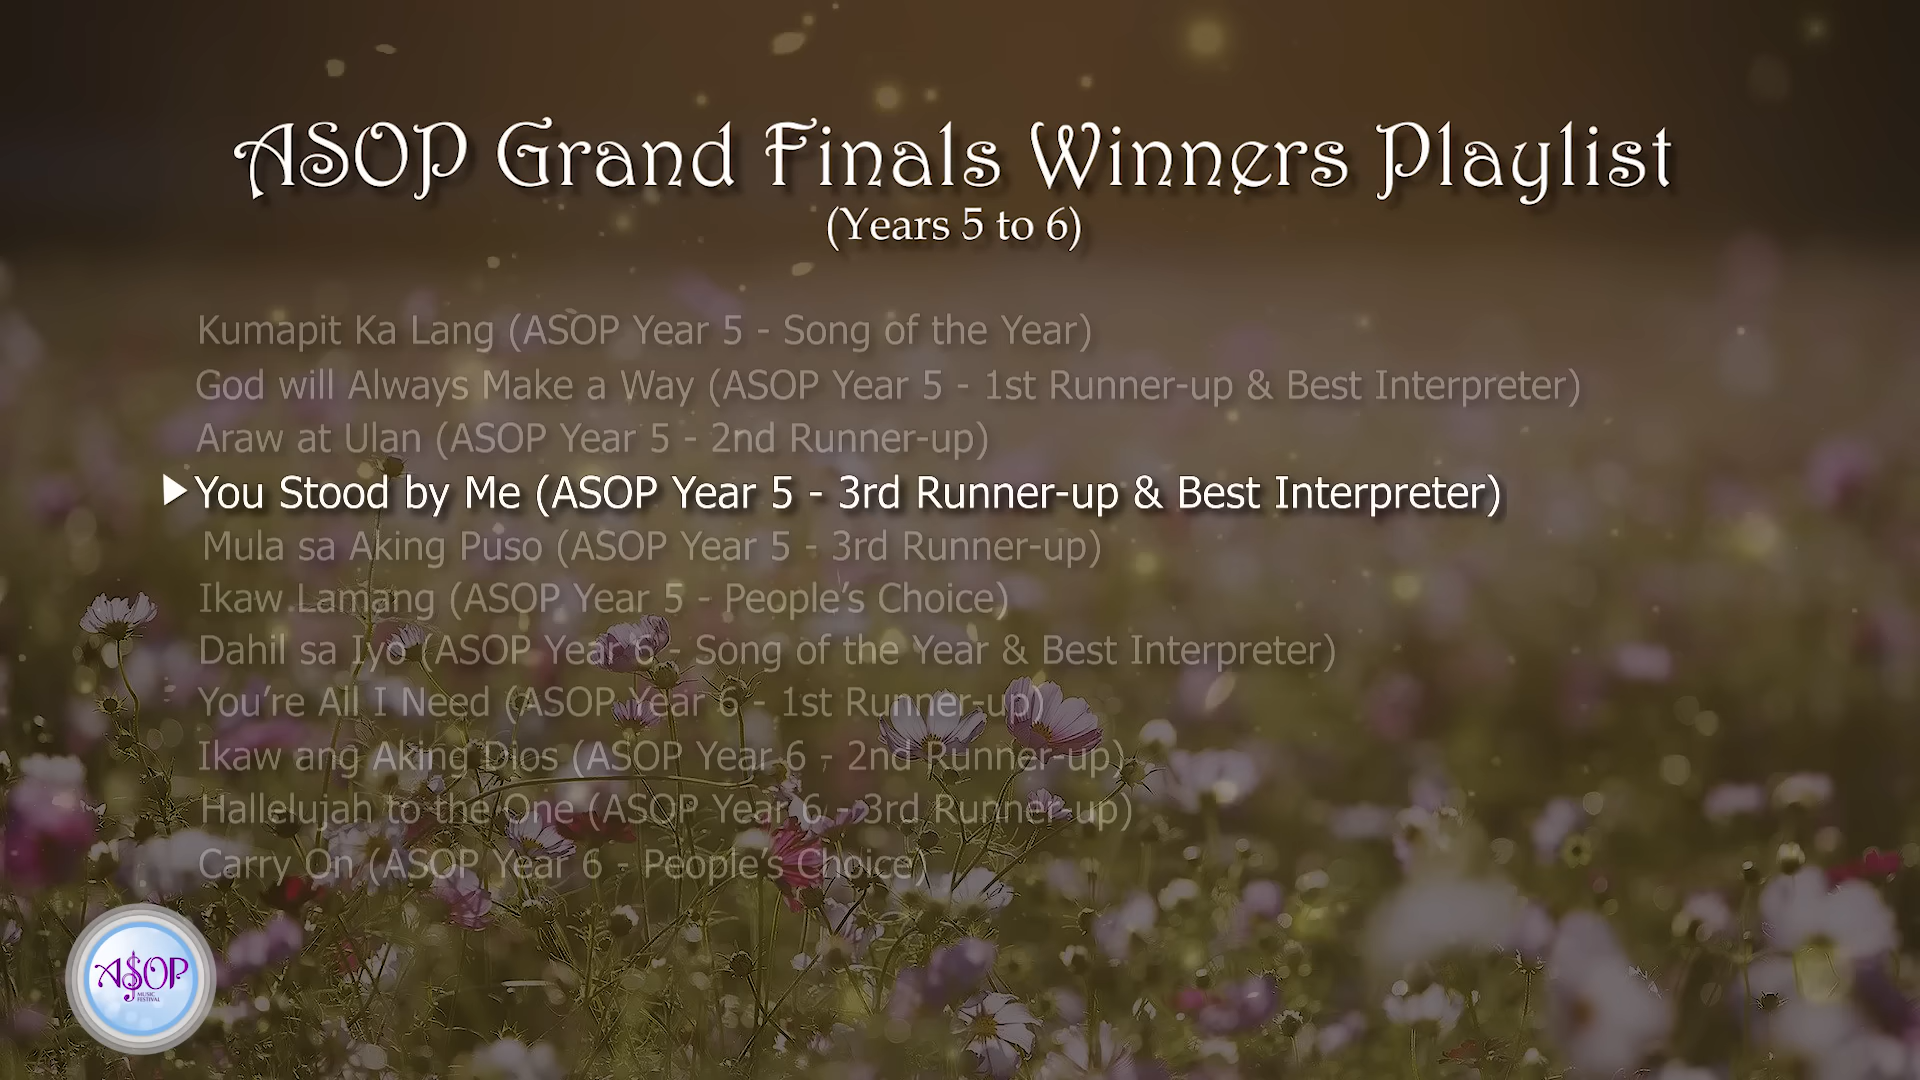 ASOP Grand Finals Winners Playlist
(Years 5 to 6)
Kumapit Ka Lang (ASOP Year 5 - Song of the Year)
God will Always Make a Way (ASOP Year 5 - 1st Runner-up & Best Interpreter)
Araw at Ulan (ASOP Year 5 - 2nd Runner-up)
You Stood by Me (ASOP Year 5 - 3rd Runner-up & Best Interpreter)
Mula sa Aking Puso (ASOP Year 5 - 3rd Runner-up)
Ikaw Lamang (ASOP Year 5 - People’s Choice)
Dahil sa Iyo (ASOP Year 6 - Song of the Year & Best Interpreter)
You’re All I Need (ASOP Year 6 - 1st Runner-up)
Ikaw ang Aking Dios (ASOP Year 6 - 2nd Runner-up)
Hallelujah to the One (ASOP Year 6 - 3rd Runner-up)
Carry On (ASOP Year 6 - People’s Choice)
ASOP
MUSIC
FESTIVAL